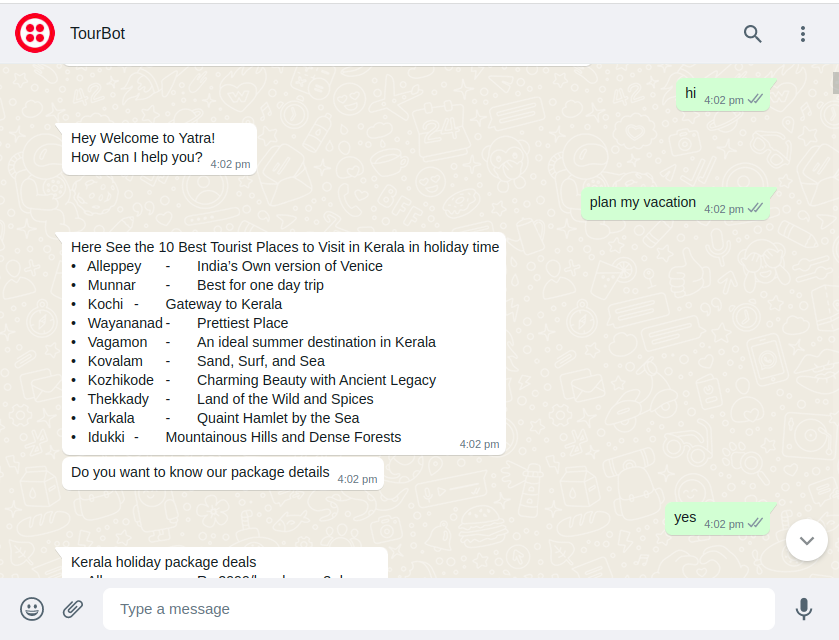 TourBot
hi 4:02 pm
Hey Welcome to Yatra!
How Can I help you? 4:02 pm
plan my vacation 4:02 pm
Here See the 10 Best Tourist Places to Visit in Kerala in holiday time
• Alleppey - India's Own version of Venice
• Munnar - Best for one day trip
• Kochi - Gateway to Kerala
• Wayananad - Prettiest Place
• Vagamon - An ideal summer destination in Kerala
• Kovalam - Sand, Surf, and Sea
• Kozhikode - Charming Beauty with Ancient Legacy
• Thekkady - Land of the Wild and Spices
• Varkala - Quaint Hamlet by the Sea
• Idukki - Mountainous Hills and Dense Forests
4:02 pm
Do you want to know our package details 4:02 pm
yes 4:02 pm
Kerala holiday package deals
Type a message